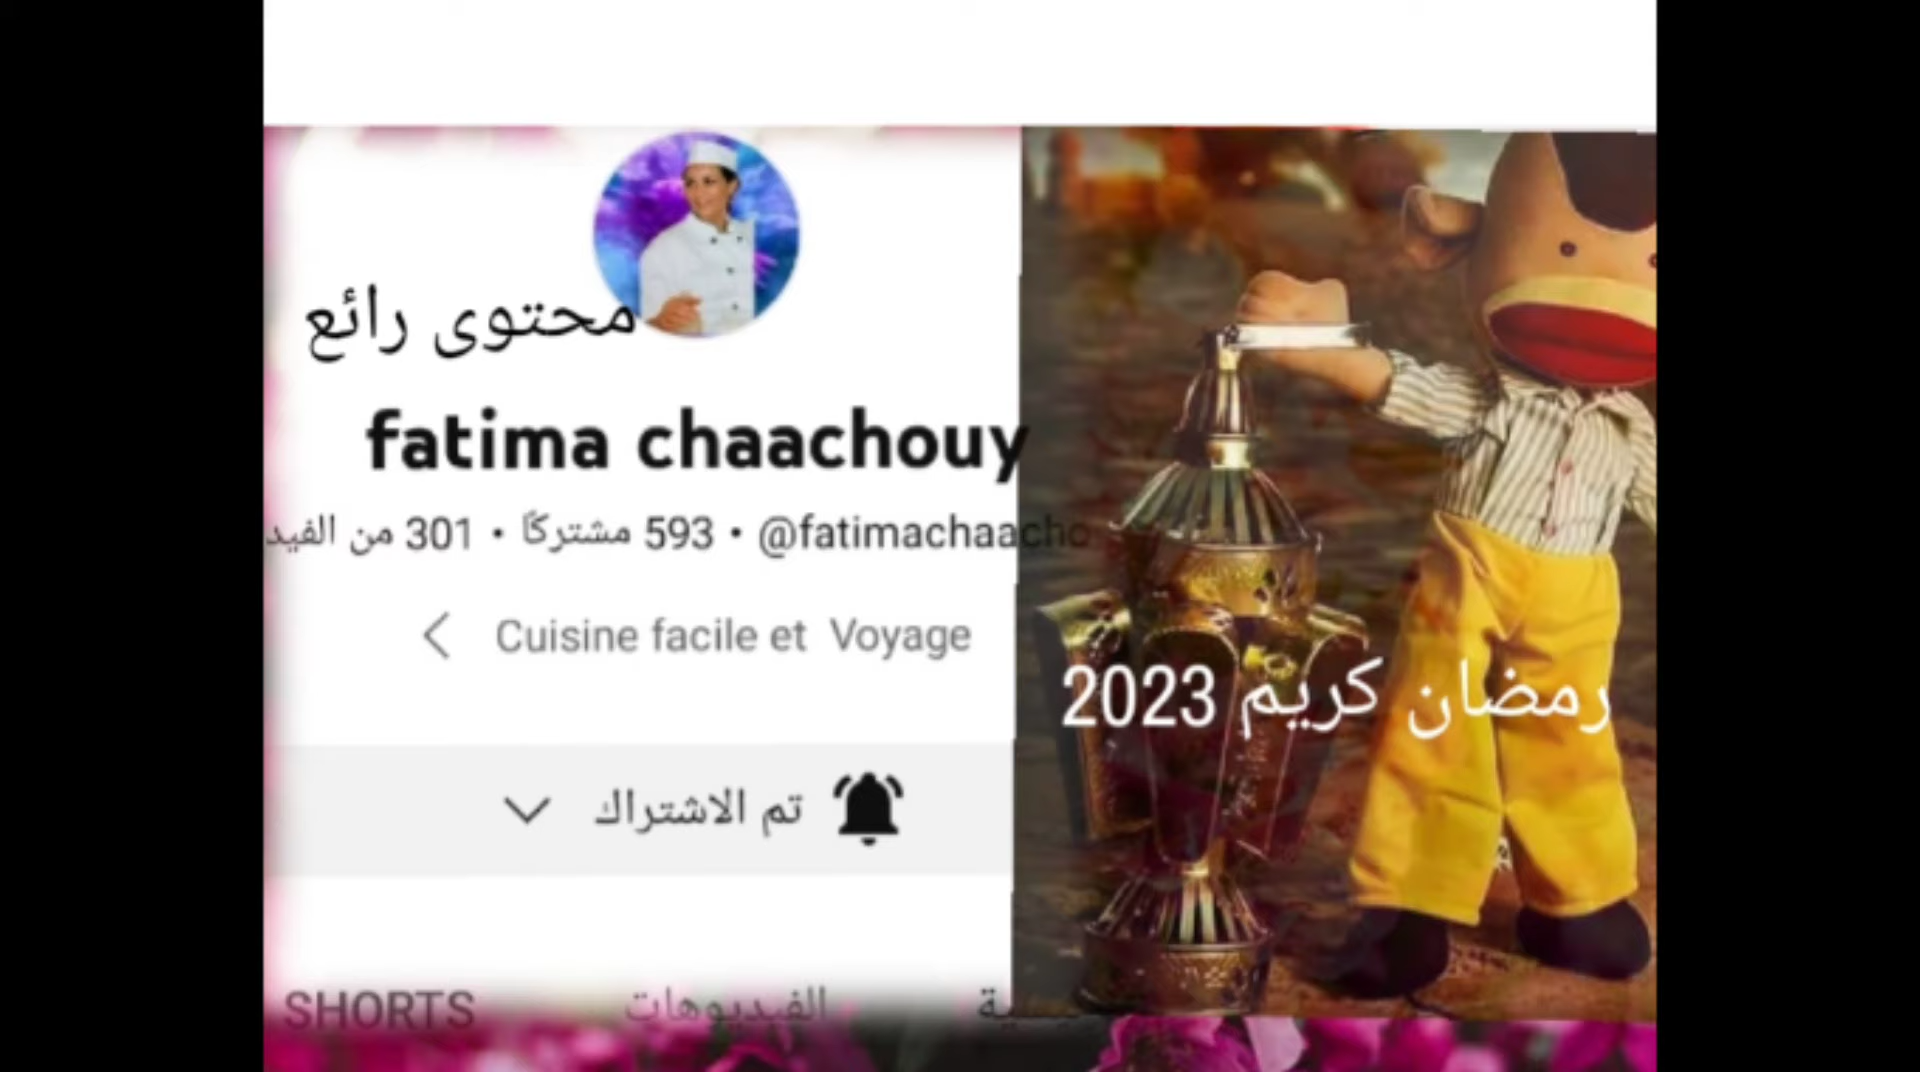 محتوى رائع
fatima chaachouy
@fatimachaacho • 593 مشتركًا • 301 من الفيد
Cuisine facile et Voyage
رمضان كريم 2023
تم الاشتراك
الفيديوهات
SHORTS